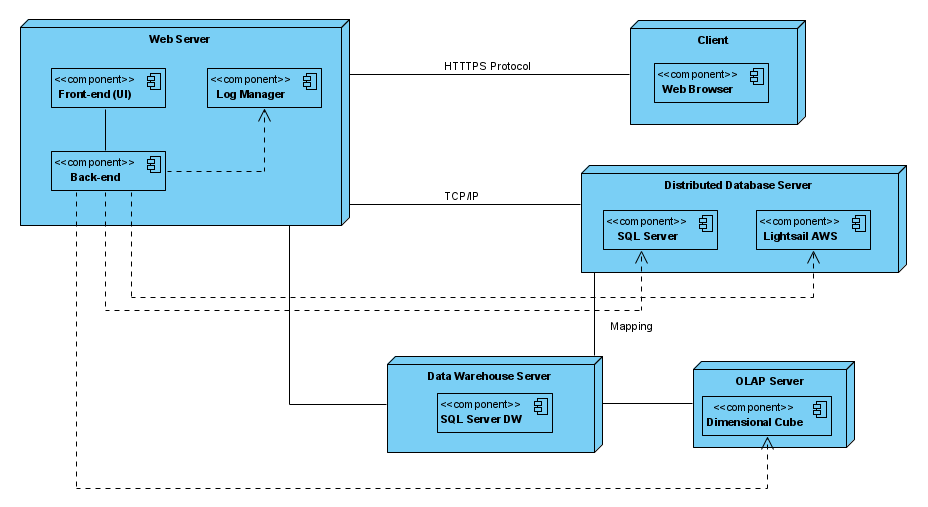 Web Server
<<component>>
Front-end (UI)
<<component>>
Log Manager
<<component>>
Back-end
HTTTPS Protocol
Client
<<component>>
Web Browser
TCP/IP
Distributed Database Server
<<component>>
SQL Server
<<component>>
Lightsail AWS
Mapping
Data Warehouse Server
<<component>>
SQL Server DW
OLAP Server
<<component>>
Dimensional Cube